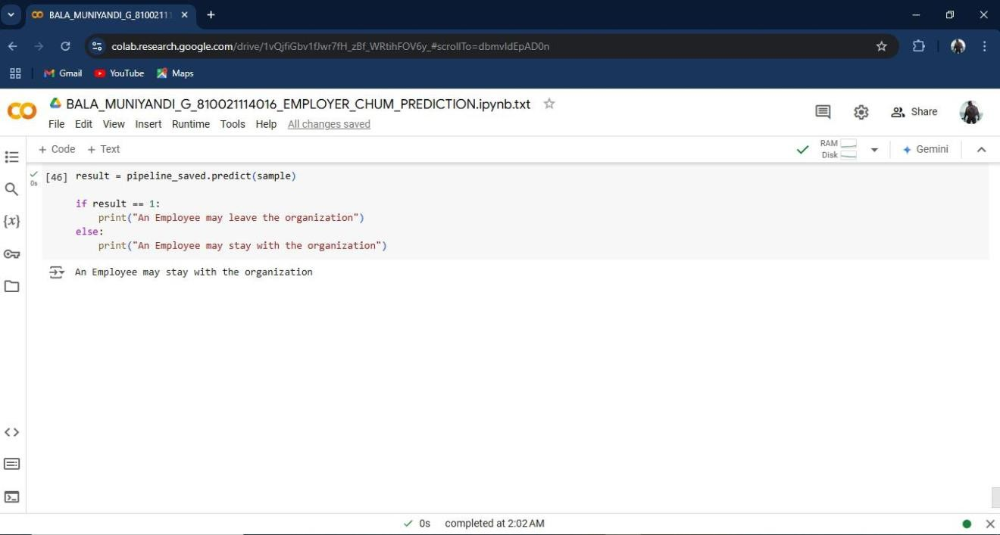 BALA_MUNIYANDI_G_8100211
colab.research.google.com/drive/1vQjfiGbv1fJwr7fH_zBf_WRtihFOV6y_#scrollTo=dbmvIdEpAD0n
Gmail YouTube Maps
BALA_MUNIYANDI_G_810021114016_EMPLOYER_CHUM_PREDICTION.ipynb.txt
File Edit View Insert Runtime Tools Help All changes saved
Share
+ Code + Text
RAM
Disk
Gemini
[46] result = pipeline_saved.predict(sample)
0s
if result == 1:
print("An Employee may leave the organization")
else:
print("An Employee may stay with the organization")
An Employee may stay with the organization
{x}
0s completed at 2:02 AM